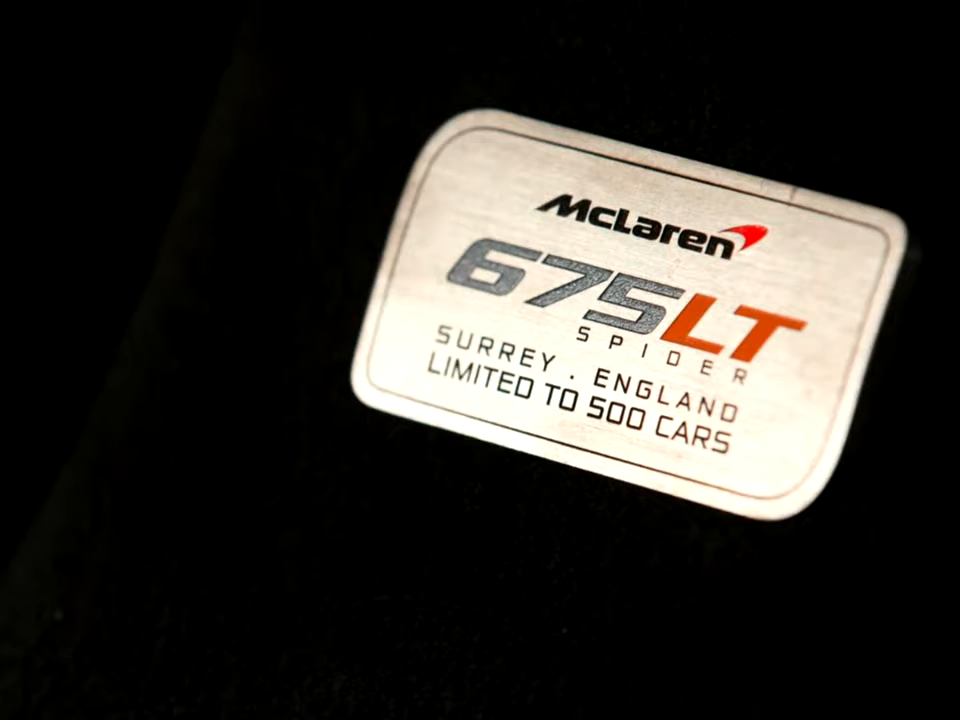 McLaren
675LT
SPIDER
SURREY . ENGLAND
LIMITED TO 500 CARS